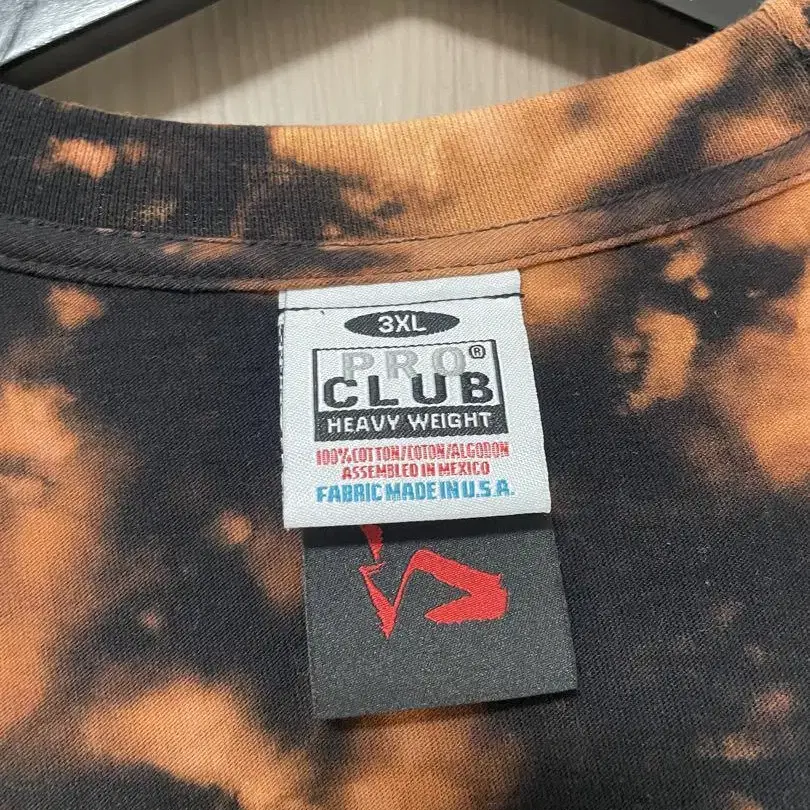 3XL
PRO®
CLUB
HEAVY WEIGHT
100%COTTON/COTON/ALGODON
ASSEMBLED IN MEXICO
FABRIC MADE IN U.S.A.